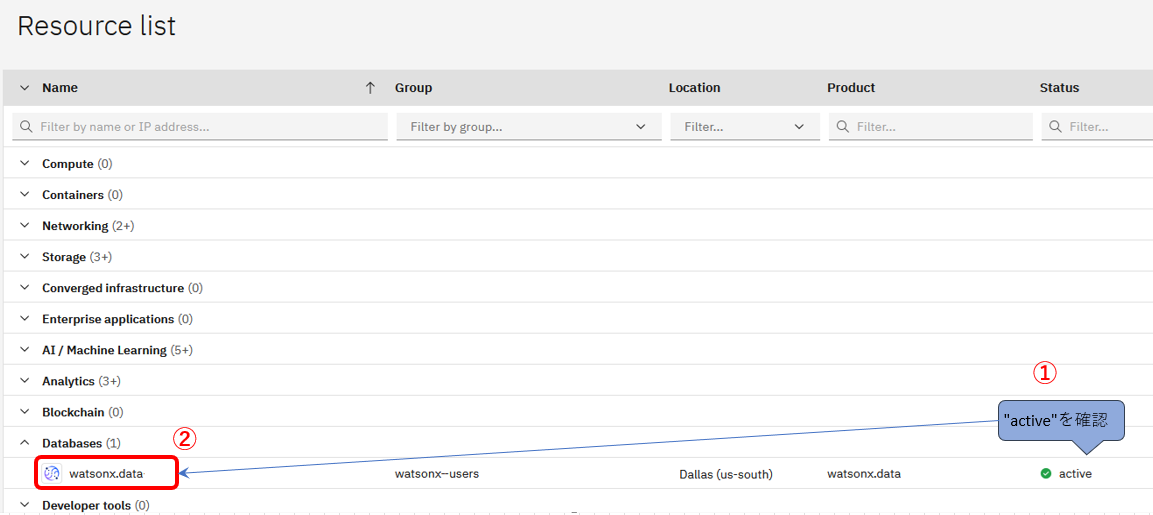 Resource list
Name Group Location Product Status
Filter by name or IP address... Filter by group... Filter... Filter... Filter...
Compute (0)
Containers (0)
Networking (2+)
Storage (3+)
Converged infrastructure (0)
Enterprise applications (0)
AI / Machine Learning (5+)
Analytics (3+)
①
Blockchain (0)
"active"を確認
Databases (1)
②
watsonx.data watsonx--users Dallas (us-south) watsonx.data active
Developer tools (0)